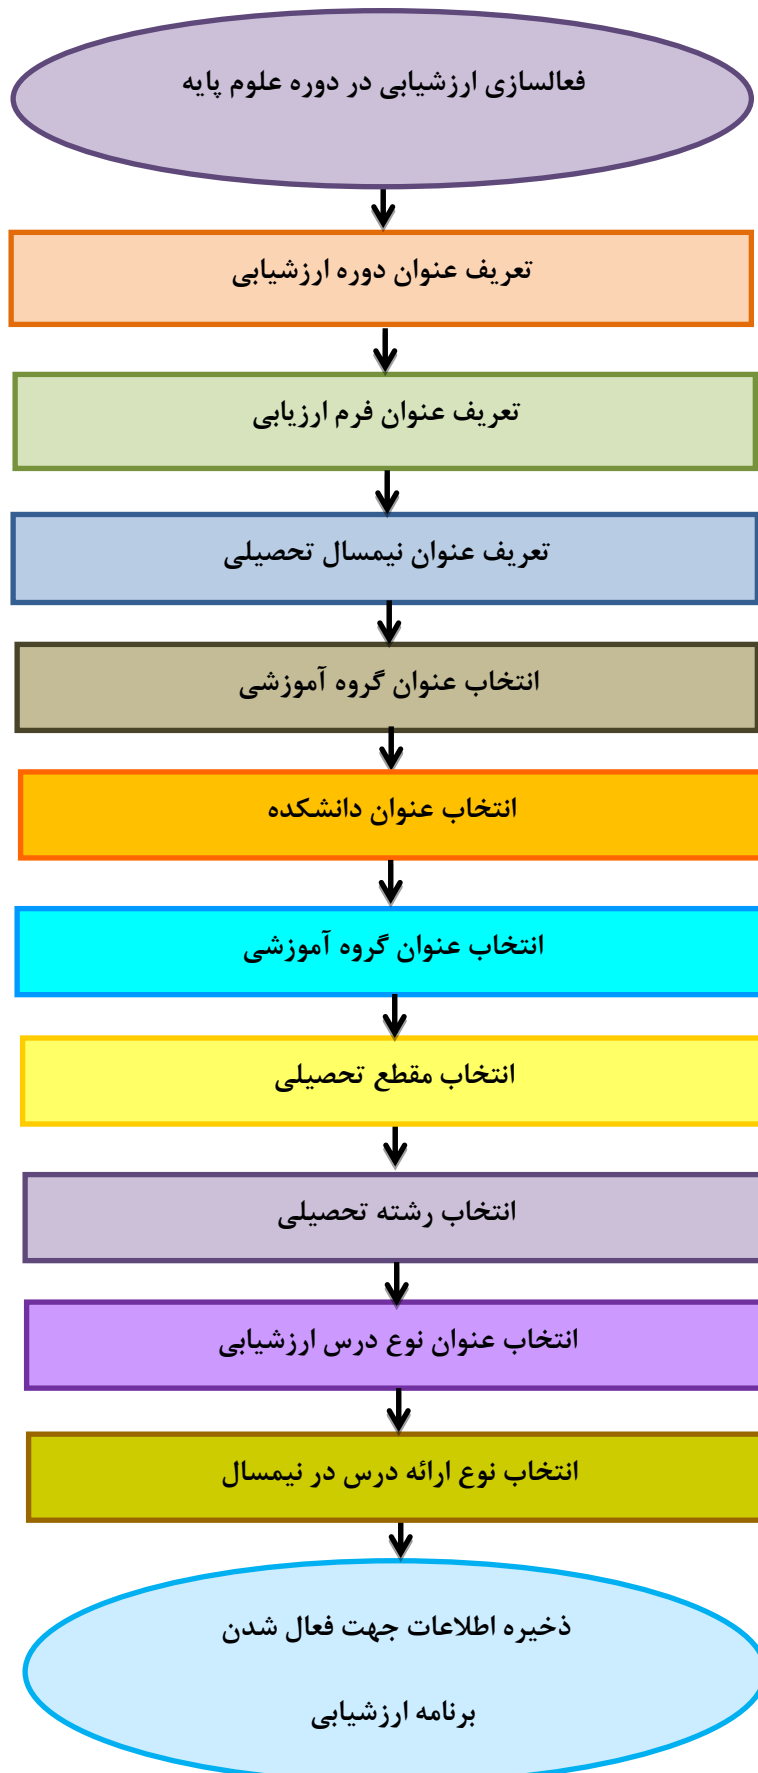 فعالسازی ارزشیابی در دوره علوم پایه
تعریف عنوان دوره ارزشیابی
تعریف عنوان فرم ارزیابی
تعریف عنوان نیمسال تحصیلی
انتخاب عنوان گروه آموزشی
انتخاب عنوان دانشکده
انتخاب عنوان گروه آموزشی
انتخاب مقطع تحصیلی
انتخاب رشته تحصیلی
انتخاب عنوان نوع درس ارزشیابی
انتخاب نوع ارائه درس در نیمسال
ذخیره اطلاعات جهت فعال شدن
برنامه ارزشیابی